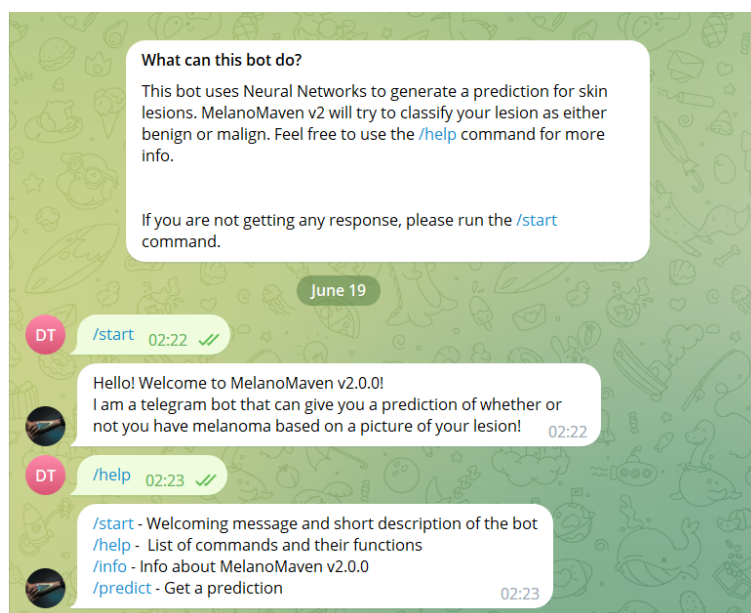 What can this bot do?
This bot uses Neural Networks to generate a prediction for skin
lesions. MelanoMaven v2 will try to classify your lesion as either
benign or malign. Feel free to use the /help command for more
info.
If you are not getting any response, please run the /start
command.
June 19
DT
/start 02:22
Hello! Welcome to MelanoMaven v2.0.0!
I am a telegram bot that can give you a prediction of whether or
not you have melanoma based on a picture of your lesion! 02:22
DT
/help 02:23
/start - Welcoming message and short description of the bot
/help - List of commands and their functions
/info - Info about MelanoMaven v2.0.0
/predict - Get a prediction 02:23